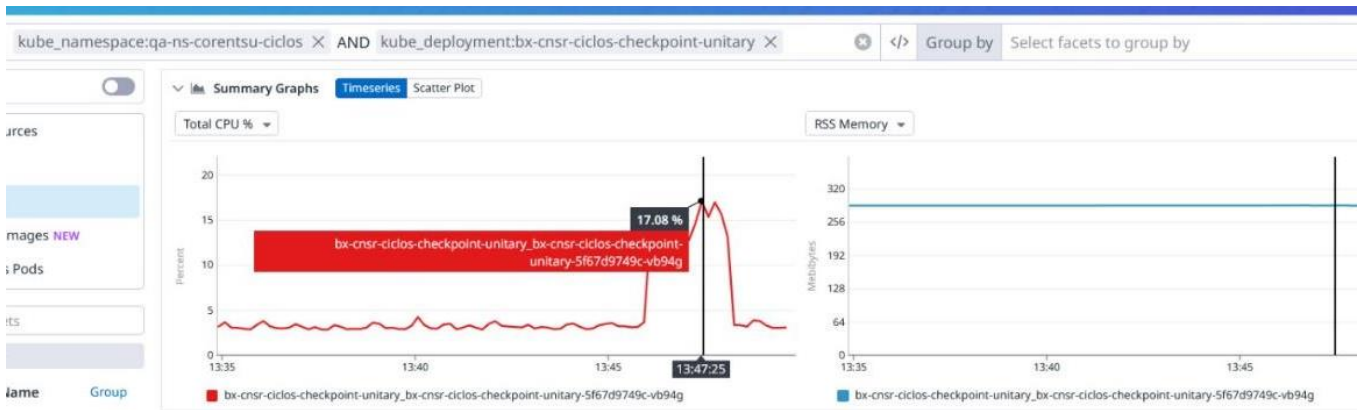 kube_namespace:qa-ns-corentsu-ciclos × AND kube_deployment:bx-cnsr-ciclos-checkpoint-unitary ×
</> Group by Select facets to group by
Summary Graphs Timeseries Scatter Plot
urces
Total CPU %
RSS Memory
mages NEW
s Pods
ets
Name Group
Percent
20
15
10
5
0
17.08 %
bx-cnsr-ciclos-checkpoint-unitary_bx-cnsr-ciclos-checkpoint-
unitary-5f67d9749c-vb94g
13:35 13:40 13:45 13:47:25
bx-cnsr-ciclos-checkpoint-unitary_bx-cnsr-ciclos-checkpoint-unitary-5f67d9749c-vb94g
Mebibytes
320
256
192
128
64
0
13:35 13:40 13:45
bx-cnsr-ciclos-checkpoint-unitary_bx-cnsr-ciclos-checkpoint-unitary-5f67d9749c-vb94g